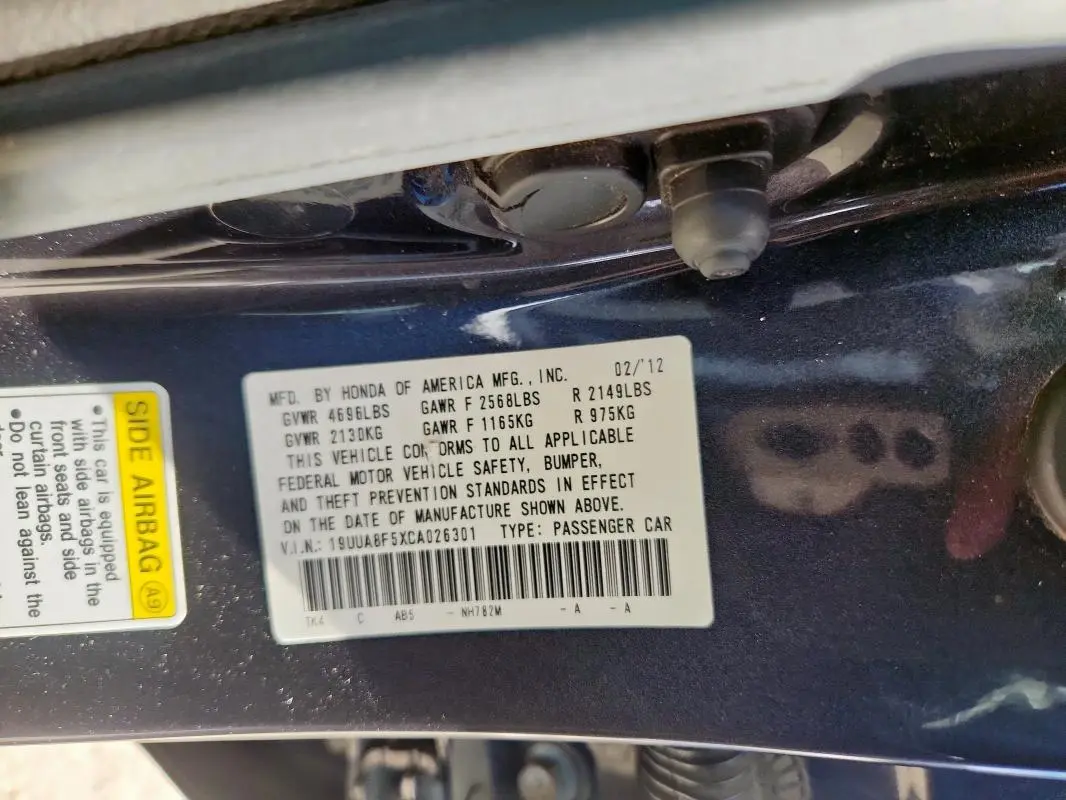 MFD. BY HONDA OF AMERICA MFG., INC. 02/'12
GVWR 4696LBS GAWR F 2568LBS R 2149LBS
GVWR 2130KG GAWR F 1165KG R 975KG
THIS VEHICLE CONFORMS TO ALL APPLICABLE
FEDERAL MOTOR VEHICLE SAFETY, BUMPER,
AND THEFT PREVENTION STANDARDS IN EFFECT
ON THE DATE OF MANUFACTURE SHOWN ABOVE.
V.I.N.: 19UUA8F5XCA026301 TYPE: PASSENGER CAR
TK4 C AB5 - NH782M - A - A
SIDE AIRBAG A9
• This car is equipped
with side airbags in the
front seats and side
curtain airbags.
• Do not lean against the